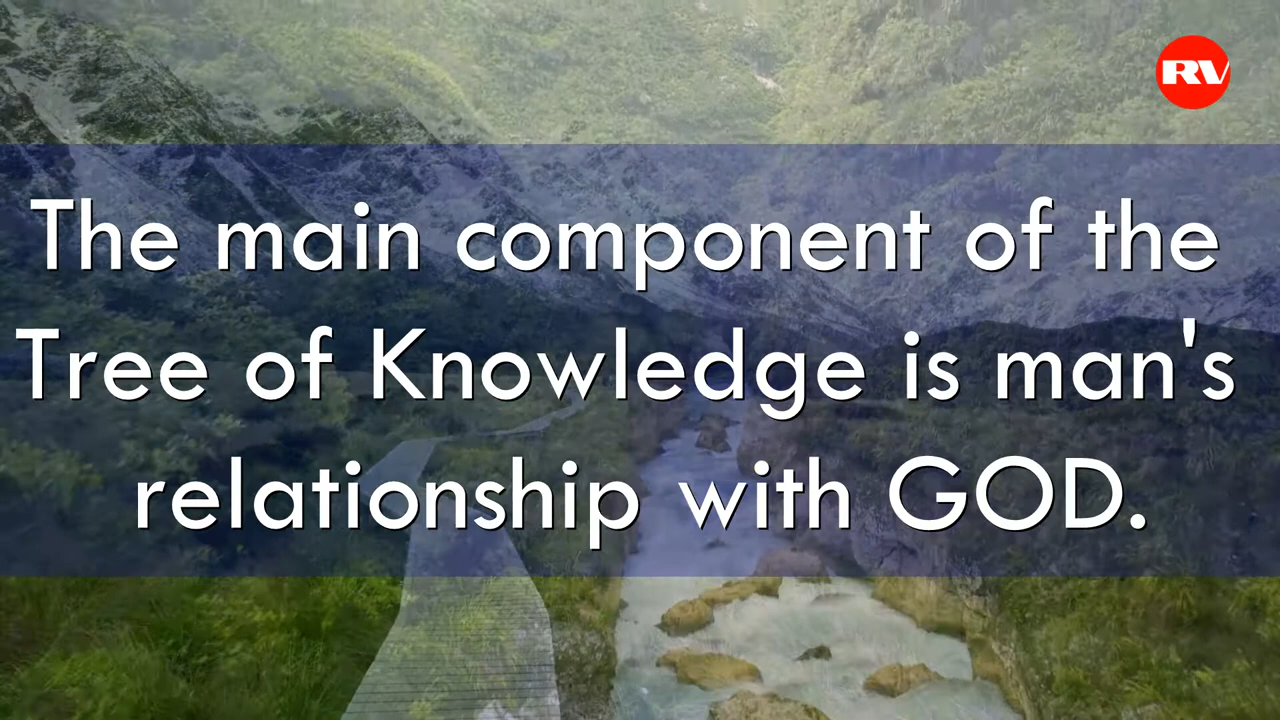 RV
The main component of the
Tree of Knowledge is man's
relationship with GOD.